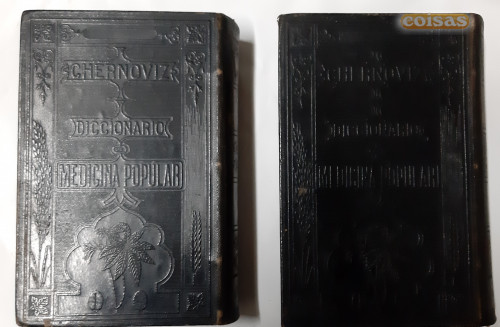 CHERNOVIZ
DICCIONARIO
MEDICINA POPULAR
coisas
CHERNOVIZ
DICCIONARIO
MEDICINA POPULAR